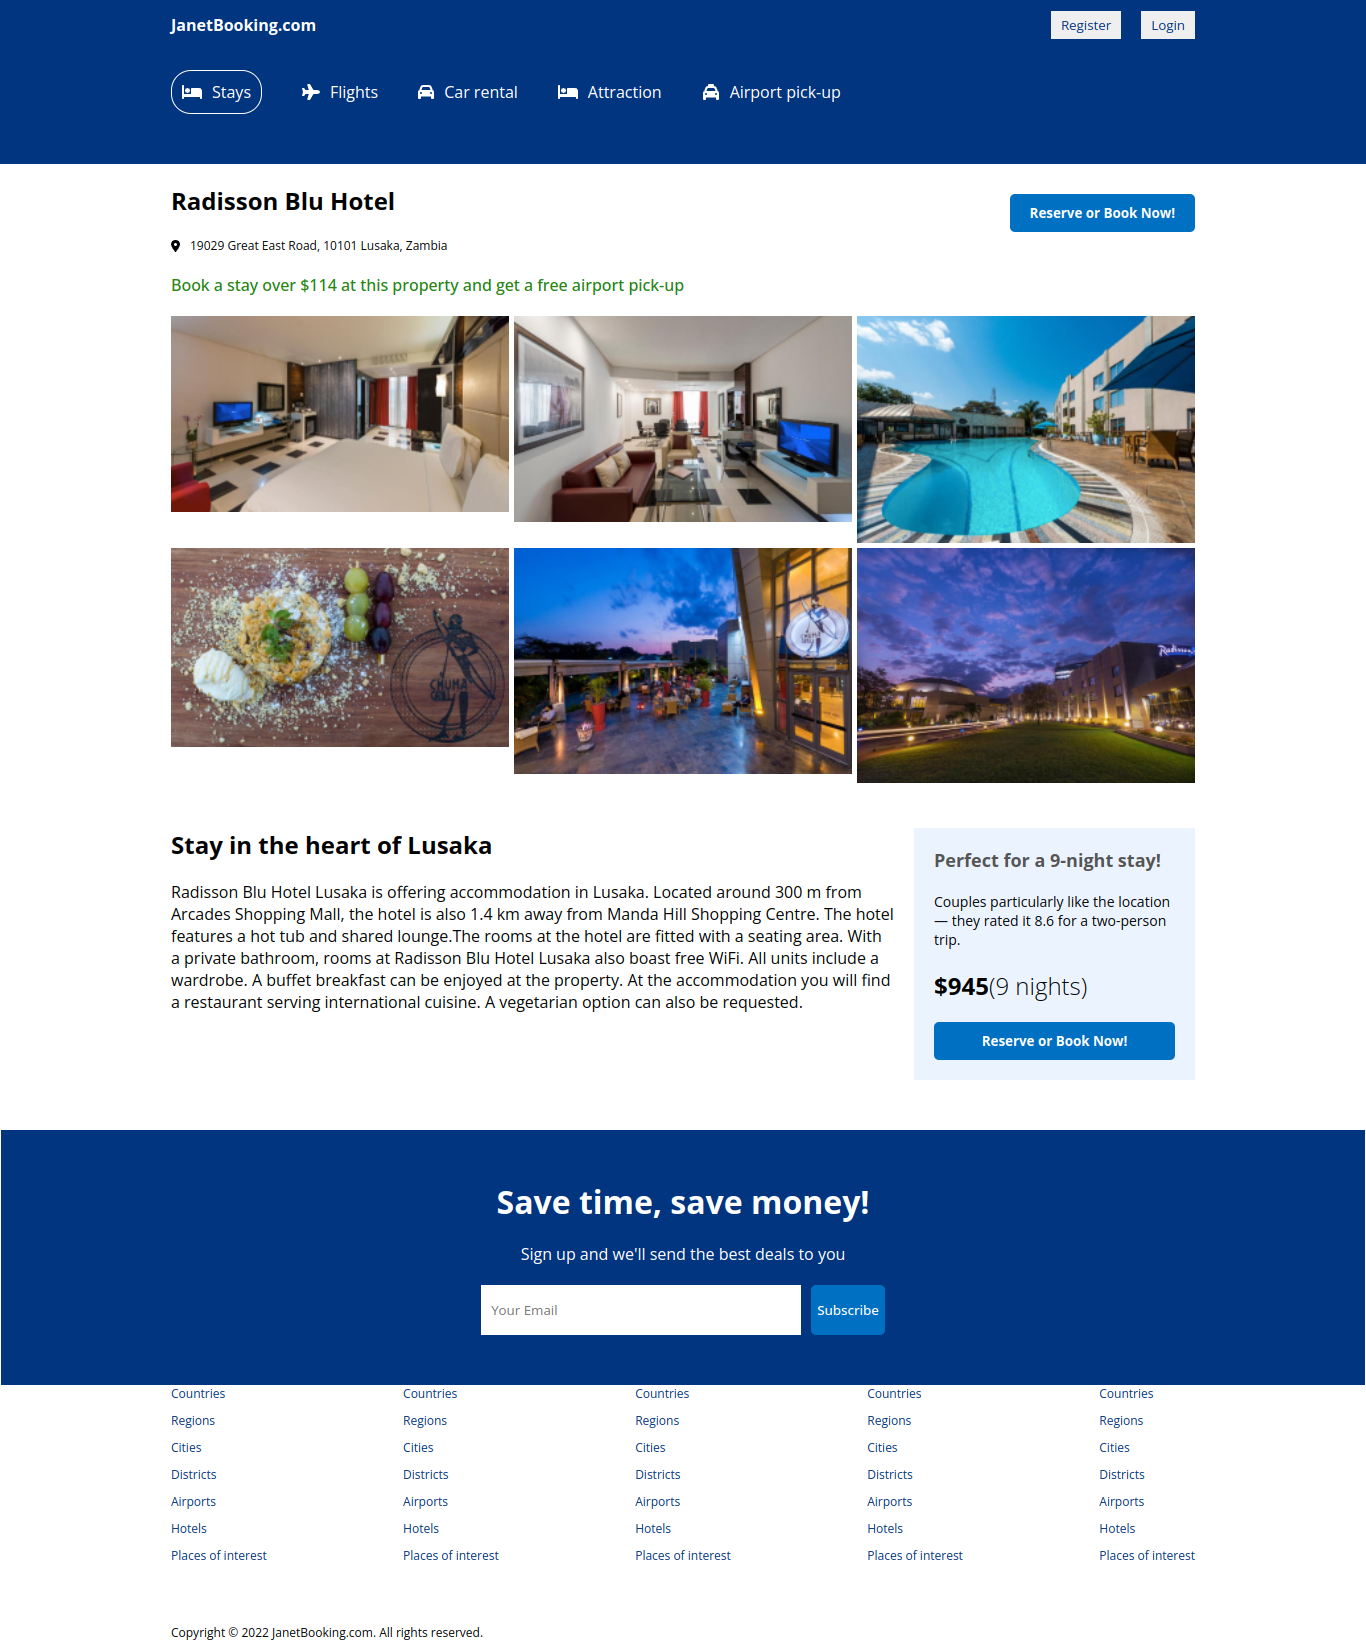 JanetBooking.com
Register
Login
Stays
Flights
Car rental
Attraction
Airport pick-up
Radisson Blu Hotel
Reserve or Book Now!
19029 Great East Road, 10101 Lusaka, Zambia
Book a stay over $114 at this property and get a free airport pick-up
CHUMA
GRILL
CHUMA
GRILL
Radisson
Stay in the heart of Lusaka
Radisson Blu Hotel Lusaka is offering accommodation in Lusaka. Located around 300 m from
Arcades Shopping Mall, the hotel is also 1.4 km away from Manda Hill Shopping Centre. The hotel
features a hot tub and shared lounge.The rooms at the hotel are fitted with a seating area. With
a private bathroom, rooms at Radisson Blu Hotel Lusaka also boast free WiFi. All units include a
wardrobe. A buffet breakfast can be enjoyed at the property. At the accommodation you will find
a restaurant serving international cuisine. A vegetarian option can also be requested.
Perfect for a 9-night stay!
Couples particularly like the location
— they rated it 8.6 for a two-person
trip.
$945(9 nights)
Reserve or Book Now!
Save time, save money!
Sign up and we'll send the best deals to you
Your Email
Subscribe
Countries
Regions
Cities
Districts
Airports
Hotels
Places of interest
Countries
Regions
Cities
Districts
Airports
Hotels
Places of interest
Countries
Regions
Cities
Districts
Airports
Hotels
Places of interest
Countries
Regions
Cities
Districts
Airports
Hotels
Places of interest
Countries
Regions
Cities
Districts
Airports
Hotels
Places of interest
Copyright © 2022 JanetBooking.com. All rights reserved.